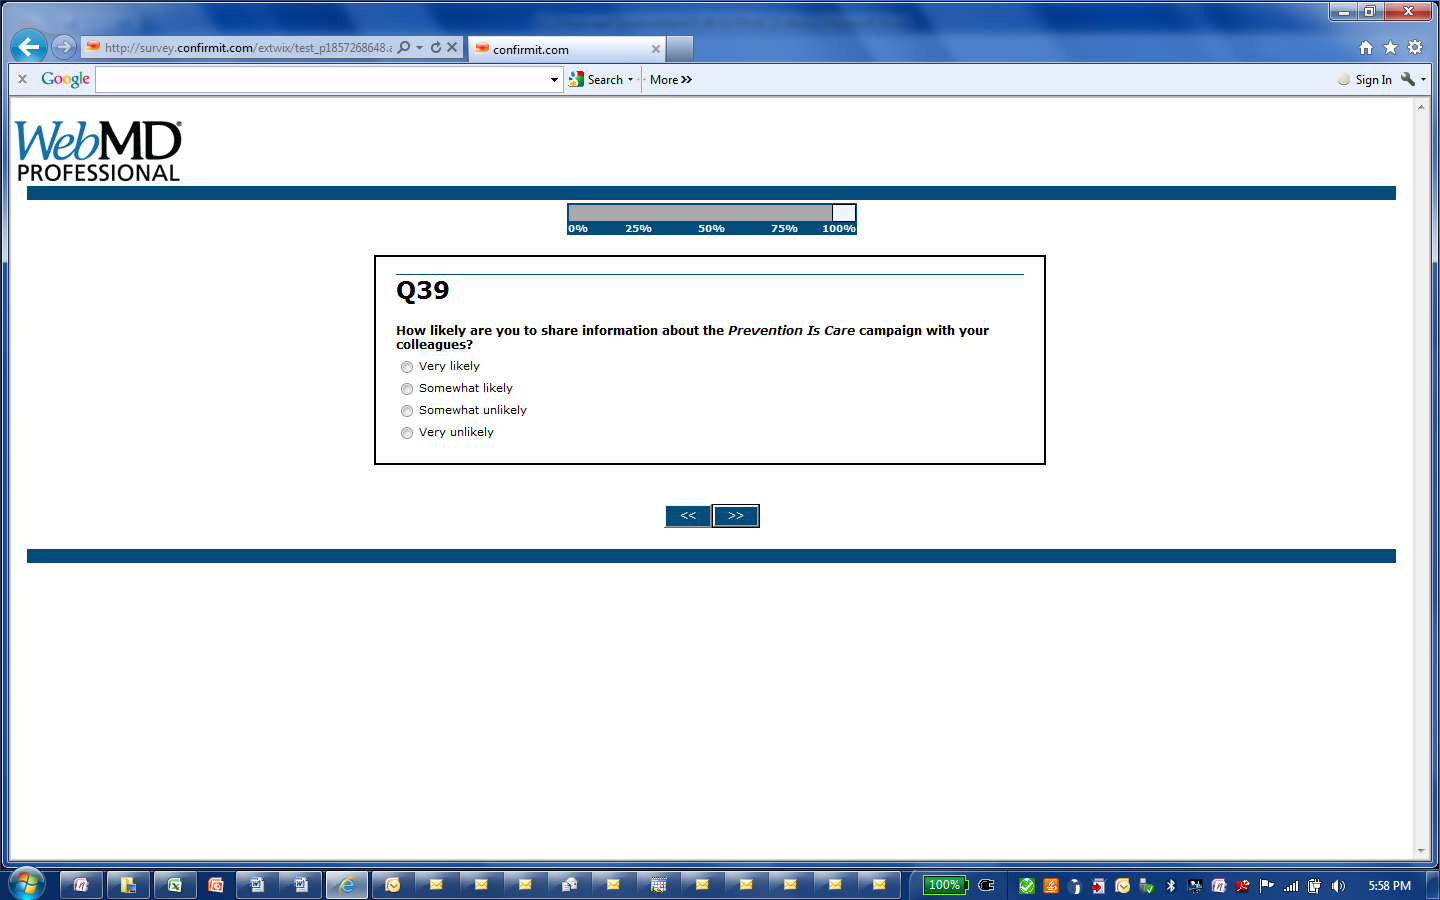 http://survey.confirmit.com/extwix/test_p1857268648.a
confirmit.com
Google
Search
More
Sign In
WebMD®
PROFESSIONAL
0% 25% 50% 75% 100%
Q39
How likely are you to share information about the Prevention Is Care campaign with your
colleagues?
Very likely
Somewhat likely
Somewhat unlikely
Very unlikely
<< >>
100%
5:58 PM